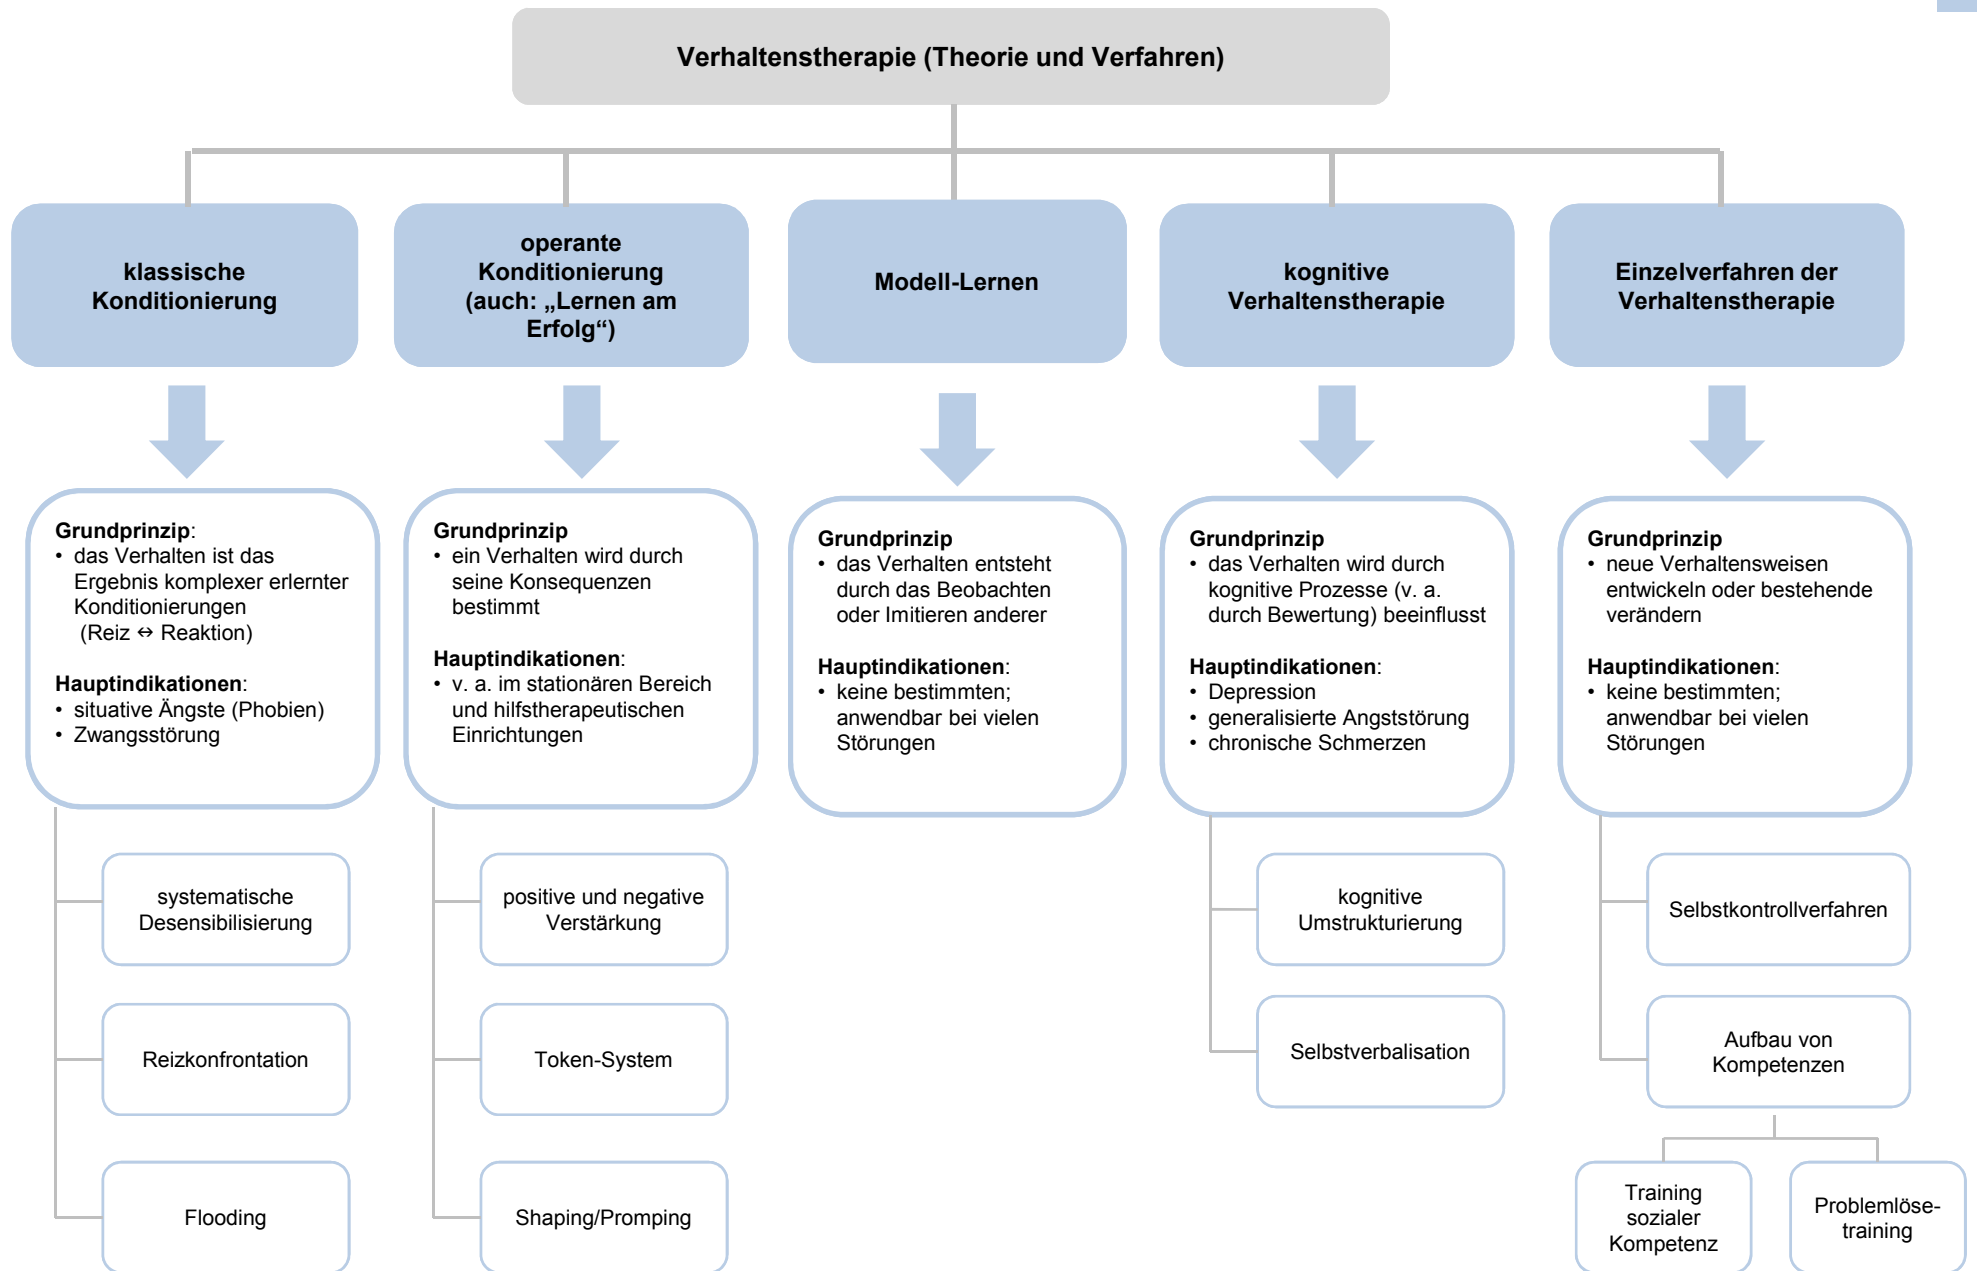 Verhaltenstherapie (Theorie und Verfahren)
klassische
Konditionierung
operante
Konditionierung
(auch: „Lernen am
Erfolg“)
Modell-Lernen
kognitive
Verhaltenstherapie
Einzelverfahren der
Verhaltenstherapie
Grundprinzip:
• das Verhalten ist das
Ergebnis komplexer erlernter
Konditionierungen
(Reiz ↔ Reaktion)
Hauptindikationen:
• situative Ängste (Phobien)
• Zwangsstörung
Grundprinzip
• ein Verhalten wird durch
seine Konsequenzen
bestimmt
Hauptindikationen:
• v. a. im stationären Bereich
und hilfstherapeutischen
Einrichtungen
Grundprinzip
• das Verhalten entsteht
durch das Beobachten
oder Imitieren anderer
Hauptindikationen:
• keine bestimmten;
anwendbar bei vielen
Störungen
Grundprinzip
• das Verhalten wird durch
kognitive Prozesse (v. a.
durch Bewertung) beeinflusst
Hauptindikationen:
• Depression
• generalisierte Angststörung
• chronische Schmerzen
Grundprinzip
• neue Verhaltensweisen
entwickeln oder bestehende
verändern
Hauptindikationen:
• keine bestimmten;
anwendbar bei vielen
Störungen
systematische
Desensibilisierung
Reizkonfrontation
Flooding
positive und negative
Verstärkung
Token-System
Shaping/Promping
kognitive
Umstrukturierung
Selbstverbalisation
Selbstkontrollverfahren
Aufbau von
Kompetenzen
Training
sozialer
Kompetenz
Problemlöse-
training